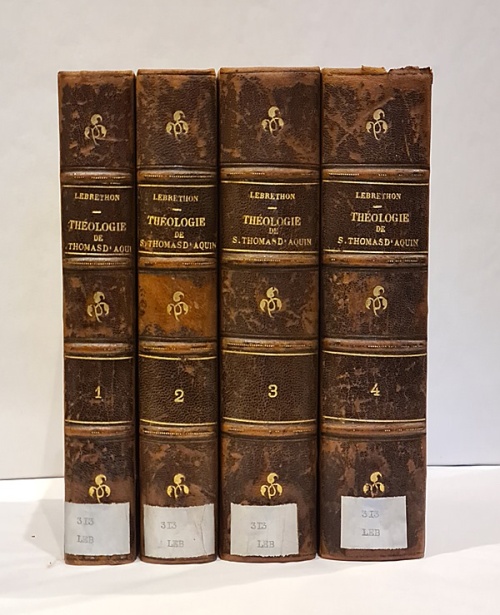 LEBRETHON
THÉOLOGIE
DE
S. THOMAS D'AQUIN
1
313
LEB
LEBRETHON
THÉOLOGIE
DE
S. THOMAS D'AQUIN
2
313
LEB
LEBRETHON
THÉOLOGIE
DE
S. THOMAS D'AQUIN
3
313
LEB
LEBRETHON
THÉOLOGIE
DE
S. THOMAS D'AQUIN
4
313
LEB